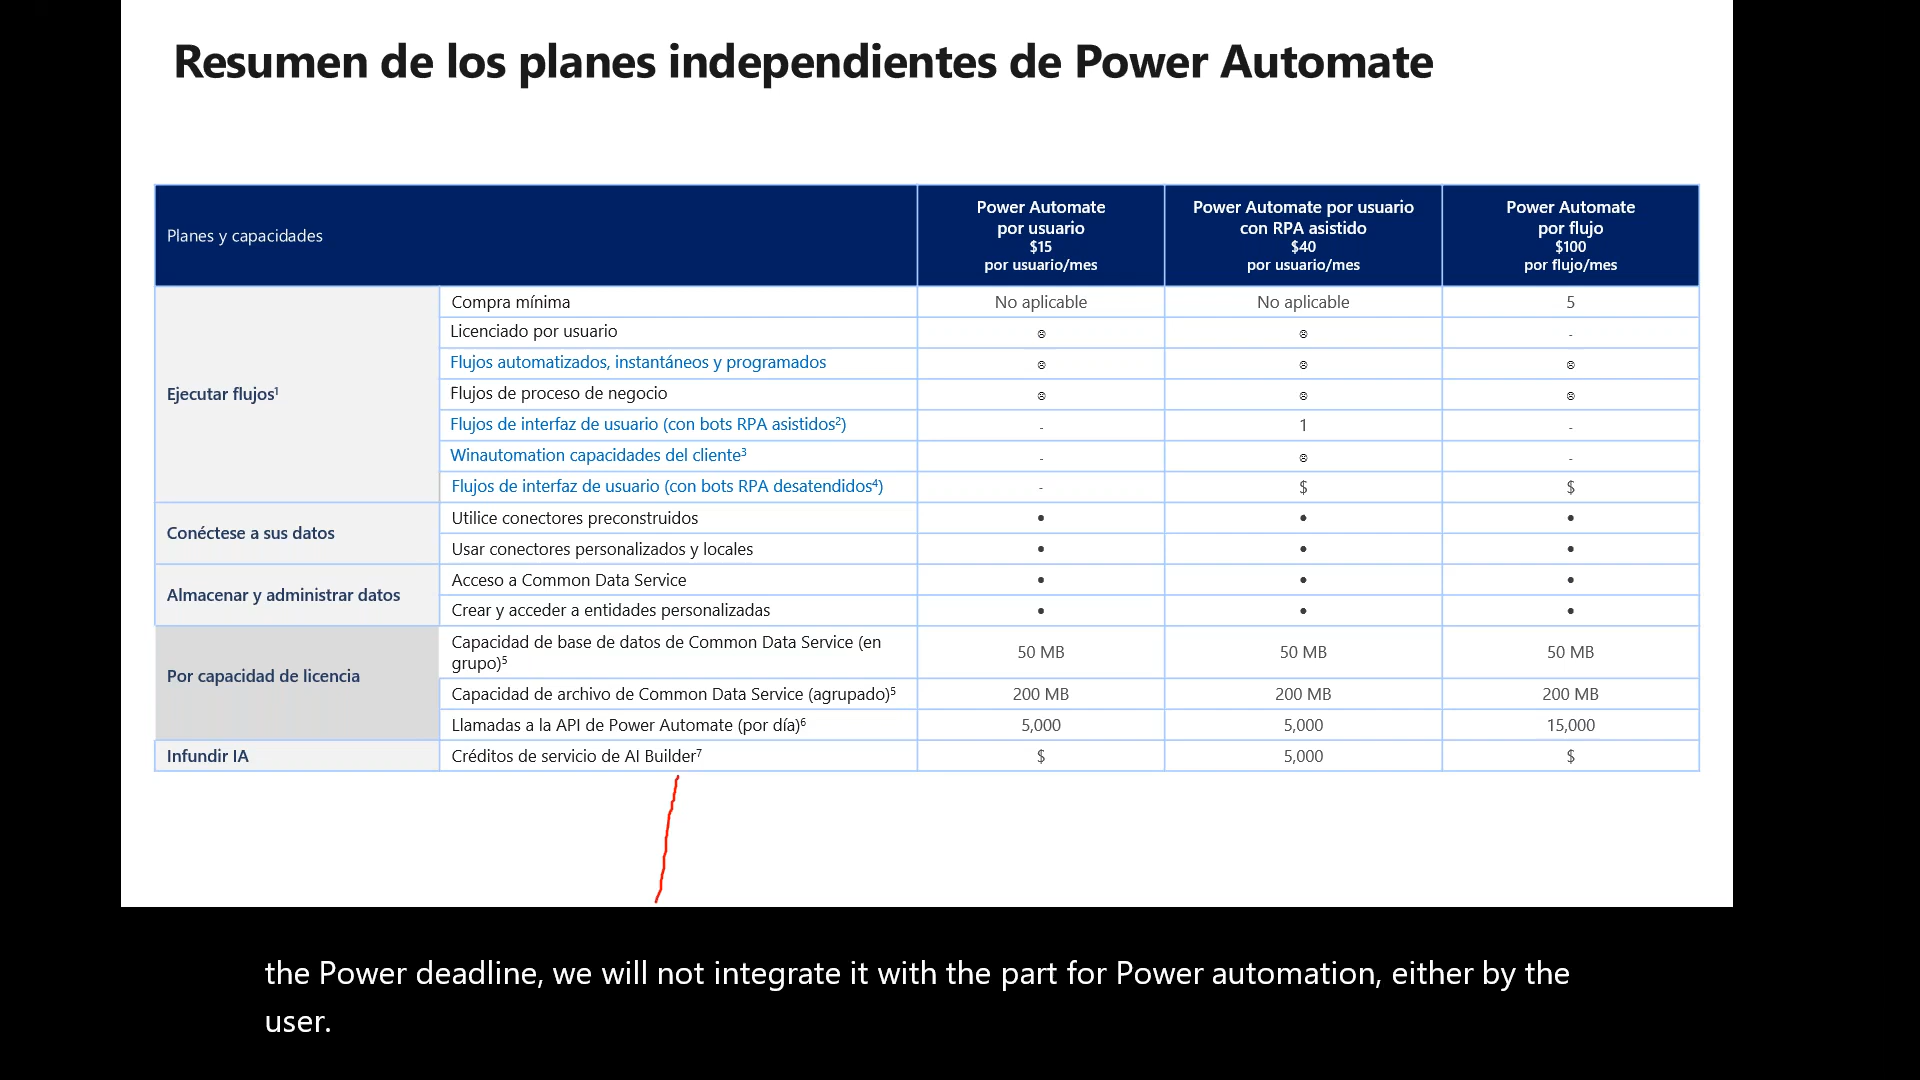 Resumen de los planes independientes de Power Automate
Planes y capacidades
Power Automate
por usuario
$15
por usuario/mes
Power Automate por usuario
con RPA asistido
$40
por usuario/mes
Power Automate
por flujo
$100
por flujo/mes
Ejecutar flujos¹
Compra mínima No aplicable No aplicable 5
Licenciado por usuario ☹ ☹ -
Flujos automatizados, instantáneos y programados ☹ ☹ ☹
Flujos de proceso de negocio ☹ ☹ ☹
Flujos de interfaz de usuario (con bots RPA asistidos²) - 1 -
Winautomation capacidades del cliente³ - ☹ -
Flujos de interfaz de usuario (con bots RPA desatendidos⁴) - $ $
Conéctese a sus datos
Utilice conectores preconstruidos • • •
Usar conectores personalizados y locales • • •
Almacenar y administrar datos
Acceso a Common Data Service • • •
Crear y acceder a entidades personalizadas • • •
Por capacidad de licencia
Capacidad de base de datos de Common Data Service (en
grupo)⁵ 50 MB 50 MB 50 MB
Capacidad de archivo de Common Data Service (agrupado)⁵ 200 MB 200 MB 200 MB
Llamadas a la API de Power Automate (por día)⁶ 5,000 5,000 15,000
Infundir IA
Créditos de servicio de AI Builder⁷ $ 5,000 $
the Power deadline, we will not integrate it with the part for Power automation, either by the
user.